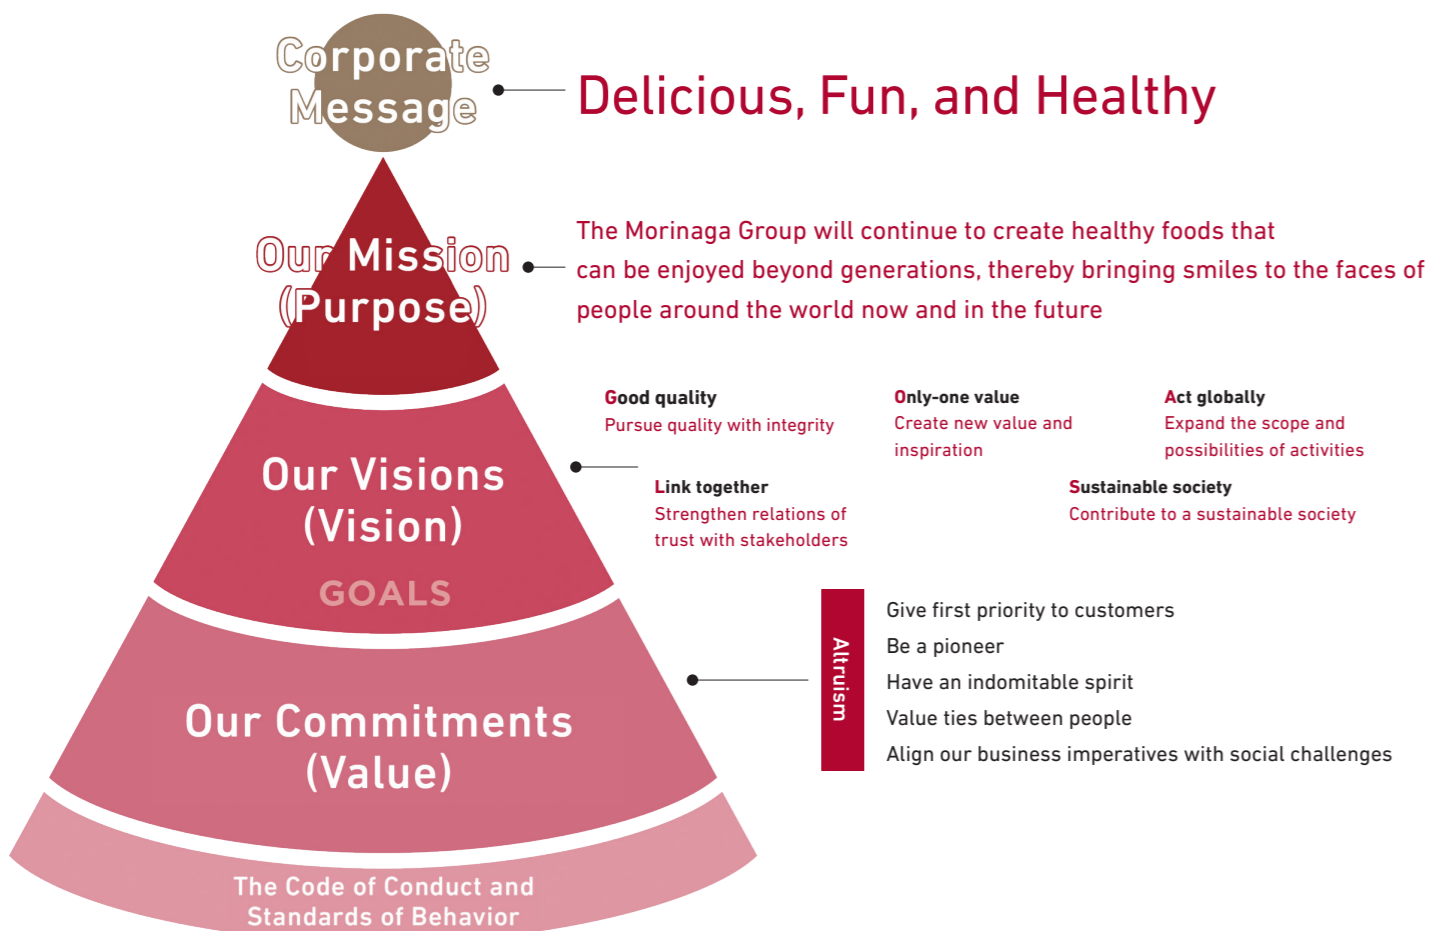 Corporate
Message
Delicious, Fun, and Healthy
Our Mission
(Purpose)
The Morinaga Group will continue to create healthy foods that
can be enjoyed beyond generations, thereby bringing smiles to the faces of
people around the world now and in the future
Our Visions
(Vision)
GOALS
Good quality
Pursue quality with integrity
Only-one value
Create new value and
inspiration
Act globally
Expand the scope and
possibilities of activities
Link together
Strengthen relations of
trust with stakeholders
Sustainable society
Contribute to a sustainable society
Our Commitments
(Value)
Altruism
Give first priority to customers
Be a pioneer
Have an indomitable spirit
Value ties between people
Align our business imperatives with social challenges
The Code of Conduct and
Standards of Behavior